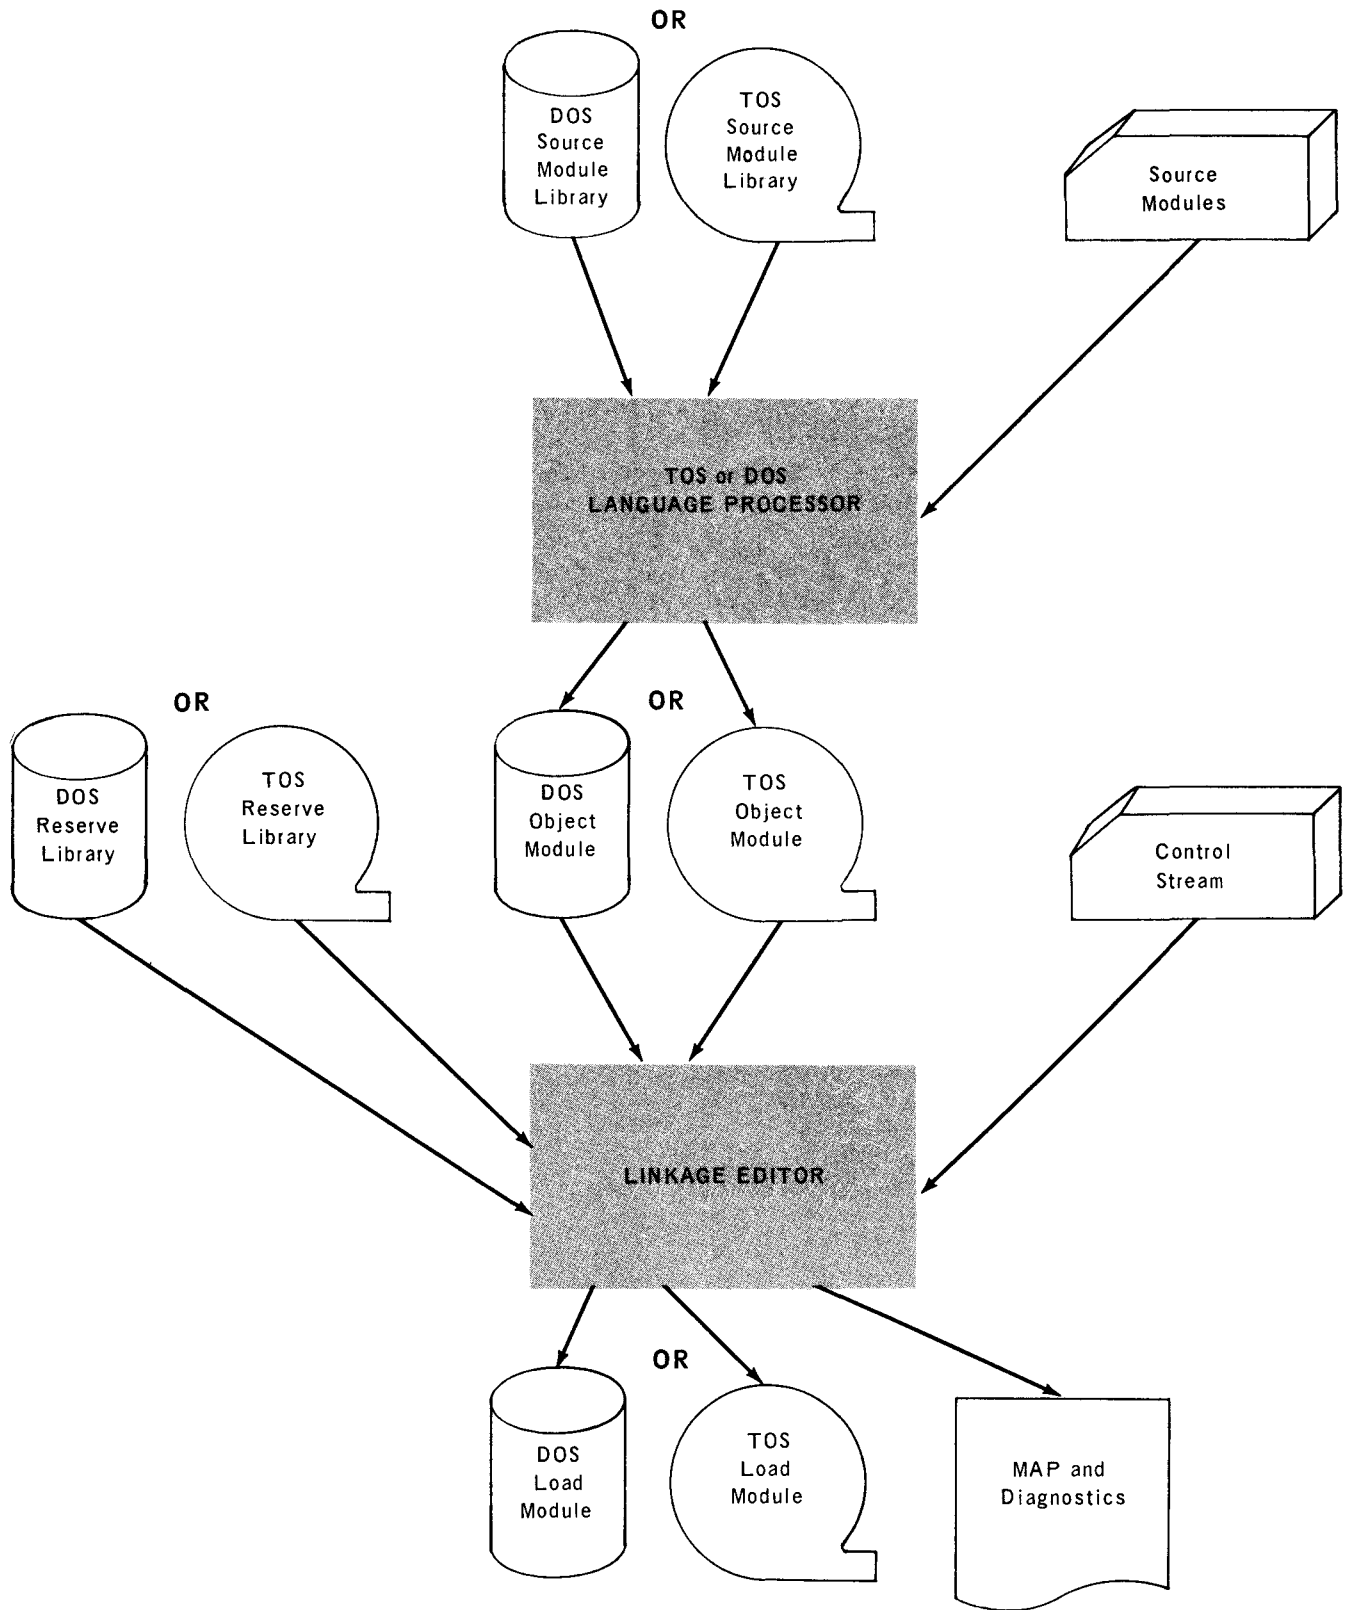 OR
DOS
Source
Module
Library
TOS
Source
Module
Library
Source
Modules
TOS or DOS
LANGUAGE PROCESSOR
OR
DOS
Reserve
Library
TOS
Reserve
Library
OR
DOS
Object
Module
TOS
Object
Module
Control
Stream
LINKAGE EDITOR
OR
DOS
Load
Module
TOS
Load
Module
MAP and
Diagnostics